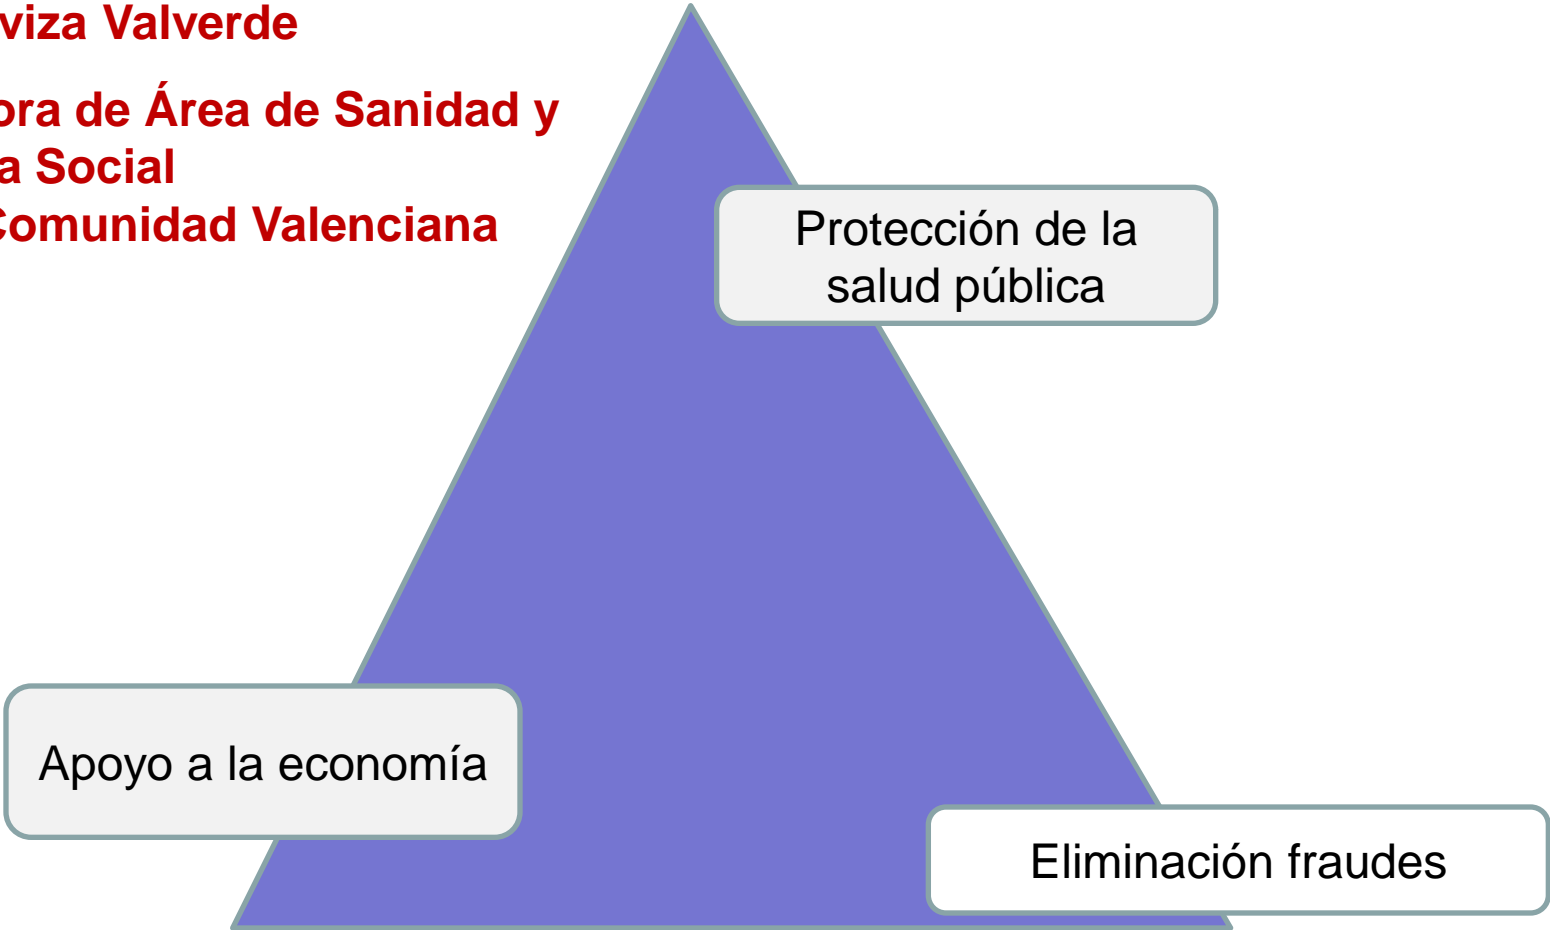 viza Valverde
ora de Área de Sanidad y
a Social
Comunidad Valenciana
Protección de la
salud pública
Apoyo a la economía
Eliminación fraudes